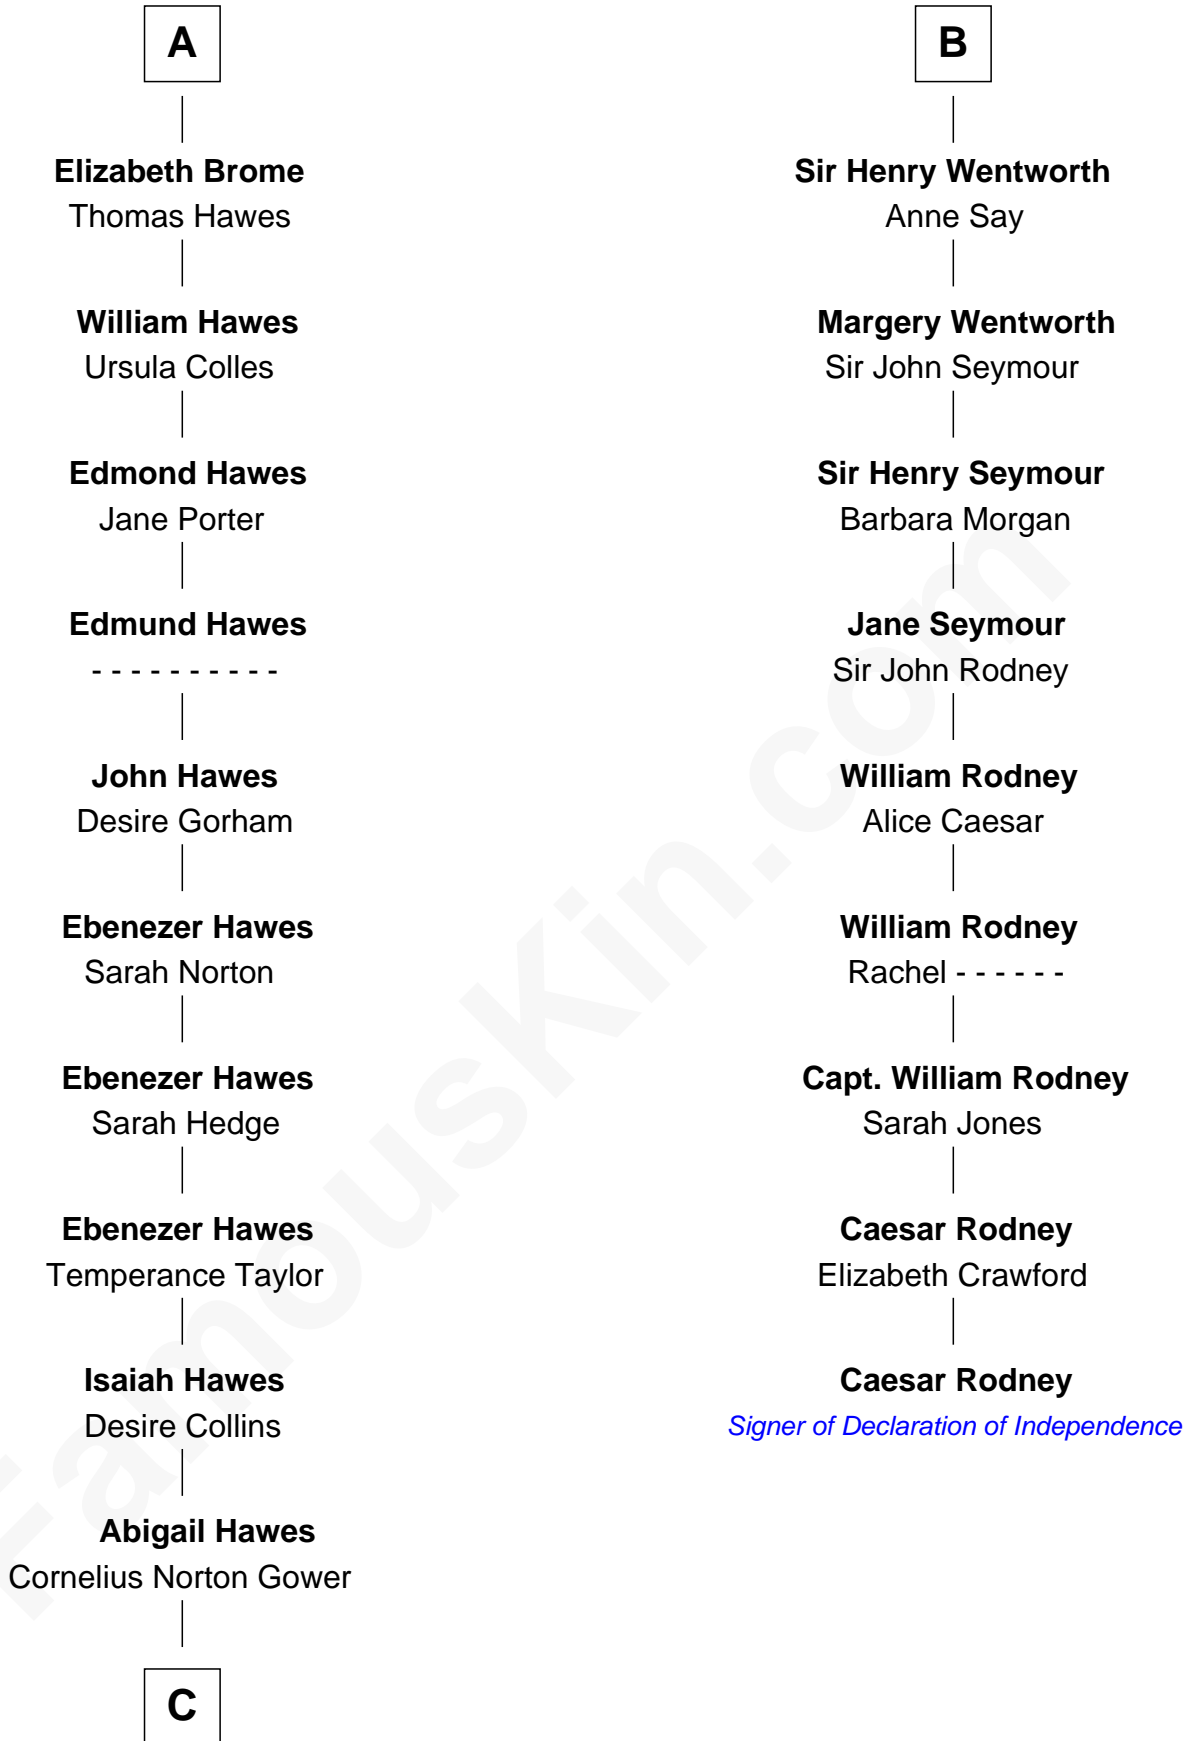 A
Elizabeth Brome
Thomas Hawes
William Hawes
Ursula Colles
Edmond Hawes
Jane Porter
Edmund Hawes
- - - - - - - - - -
John Hawes
Desire Gorham
Ebenezer Hawes
Sarah Norton
Ebenezer Hawes
Sarah Hedge
Ebenezer Hawes
Temperance Taylor
Isaiah Hawes
Desire Collins
Abigail Hawes
Cornelius Norton Gower
C
B
Sir Henry Wentworth
Anne Say
Margery Wentworth
Sir John Seymour
Sir Henry Seymour
Barbara Morgan
Jane Seymour
Sir John Rodney
William Rodney
Alice Caesar
William Rodney
Rachel - - - - - -
Capt. William Rodney
Sarah Jones
Caesar Rodney
Elizabeth Crawford
Caesar Rodney
Signer of Declaration of Independence
FamousKin.com